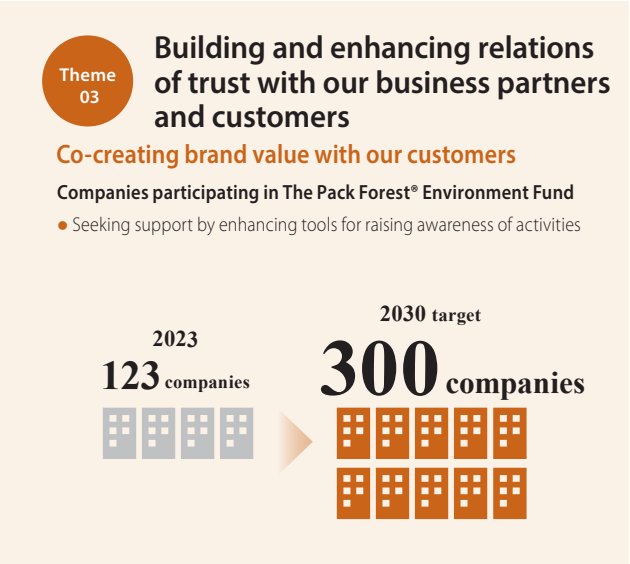 Theme
03
Building and enhancing relations
of trust with our business partners
and customers
Co-creating brand value with our customers
Companies participating in The Pack Forest® Environment Fund
● Seeking support by enhancing tools for raising awareness of activities
2023
123 companies
2030 target
300 companies